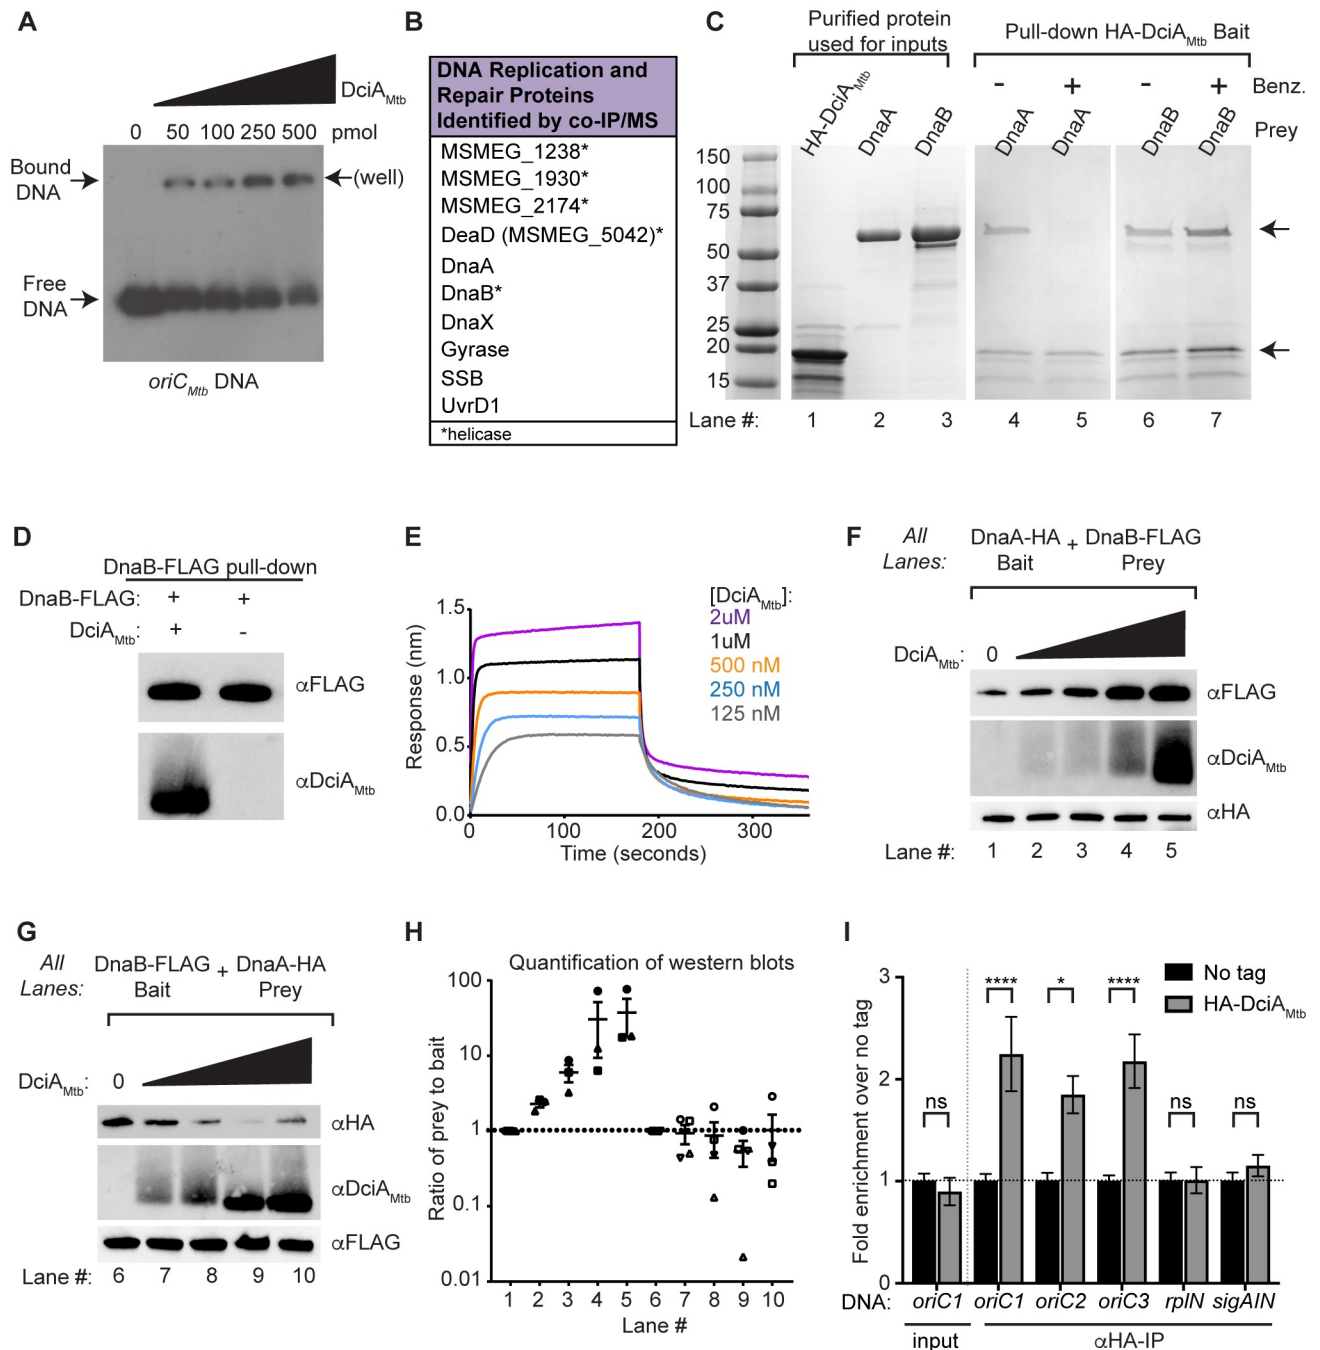 A
DciAMtb
0 50 100 250 500 pmol
Bound DNA
(well)
Free DNA
oriCMtb DNA
B
DNA Replication and
Repair Proteins
Identified by co-IP/MS
MSMEG_1238*
MSMEG_1930*
MSMEG_2174*
DeaD (MSMEG_5042)*
DnaA
DnaB*
DnaX
Gyrase
SSB
UvrD1
*helicase
C
Purified protein
used for inputs
Pull-down HA-DciAMtb Bait
- + - + Benz.
HA-DciAMtb DnaA DnaB DnaA DnaA DnaB DnaB Prey
150
100
75
50
37
25
20
15
Lane #: 1 2 3 4 5 6 7
D
DnaB-FLAG pull-down
DnaB-FLAG: + +
DciAMtb: + -
αFLAG
αDciAMtb
E
Response (nm)
1.5
1.0
0.5
0.0
0 100 200 300
Time (seconds)
[DciAMtb]:
2uM
1uM
500 nM
250 nM
125 nM
F
All Lanes:
DnaA-HA + DnaB-FLAG
Bait Prey
DciAMtb: 0
αFLAG
αDciAMtb
αHA
Lane #: 1 2 3 4 5
G
All Lanes:
DnaB-FLAG + DnaA-HA
Bait Prey
DciAMtb: 0
αHA
αDciAMtb
αFLAG
Lane #: 6 7 8 9 10
H
Quantification of western blots
Ratio of prey to bait
100
10
1
0.1
0.01
1 2 3 4 5 6 7 8 9 10
Lane #
I
No tag
HA-DciAMtb
Fold enrichment over no tag
3
2
1
0
ns **** * **** ns ns
DNA: oriC1 oriC1 oriC2 oriC3 rplN sigAIN
input αHA-IP